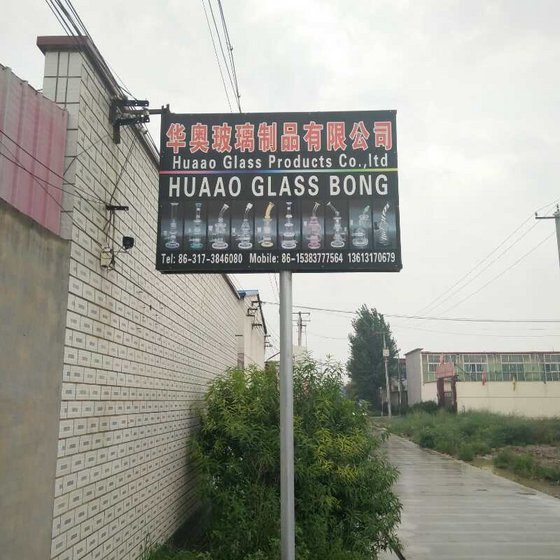 华奥玻璃制品有限公司
Huaao Glass Products Co.,ltd
HUAAO GLASS BONG
Tel: 86-317-3846080 Mobile: 86-15383777564 13613170679